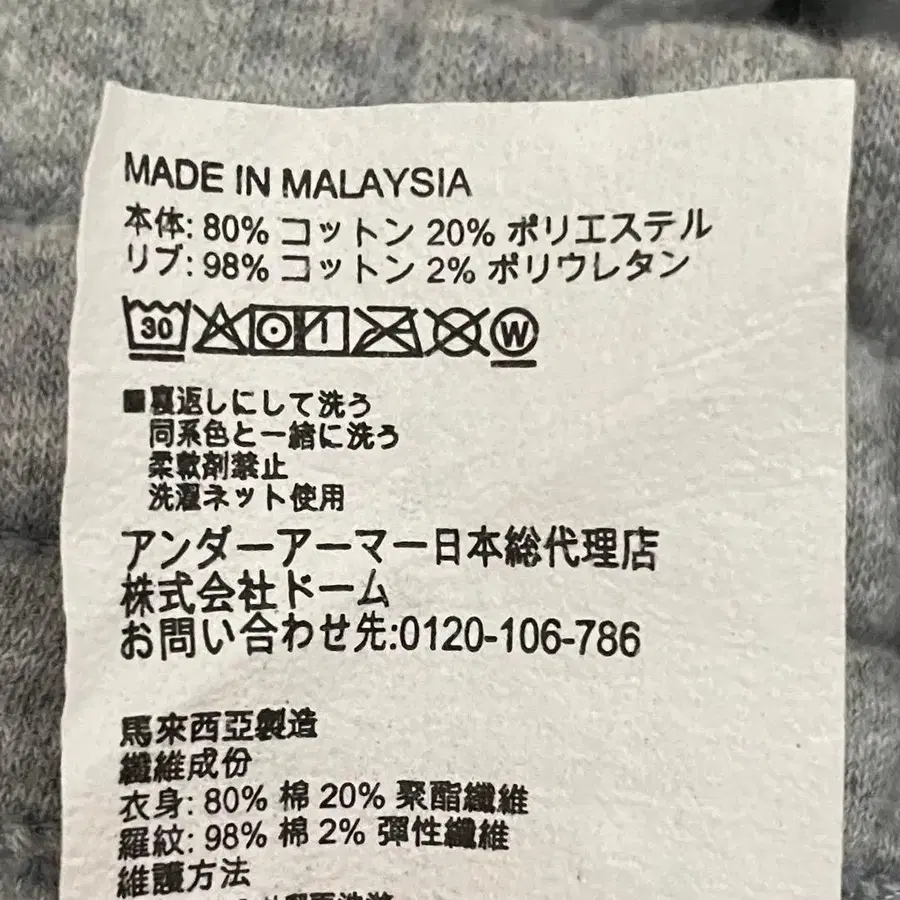 MADE IN MALAYSIA
本体: 80% コットン 20% ポリエステル
リブ: 98% コットン 2% ポリウレタン
30 W
■裏返しにして洗う
同系色と一緒に洗う
柔軟剤禁止
洗濯ネット使用
アンダーアーマー日本総代理店
株式会社ドーム
お問い合わせ先:0120-106-786
馬來西亞製造
纖維成份
衣身: 80% 棉 20% 聚酯纖維
羅紋: 98% 棉 2% 彈性纖維
維護方法